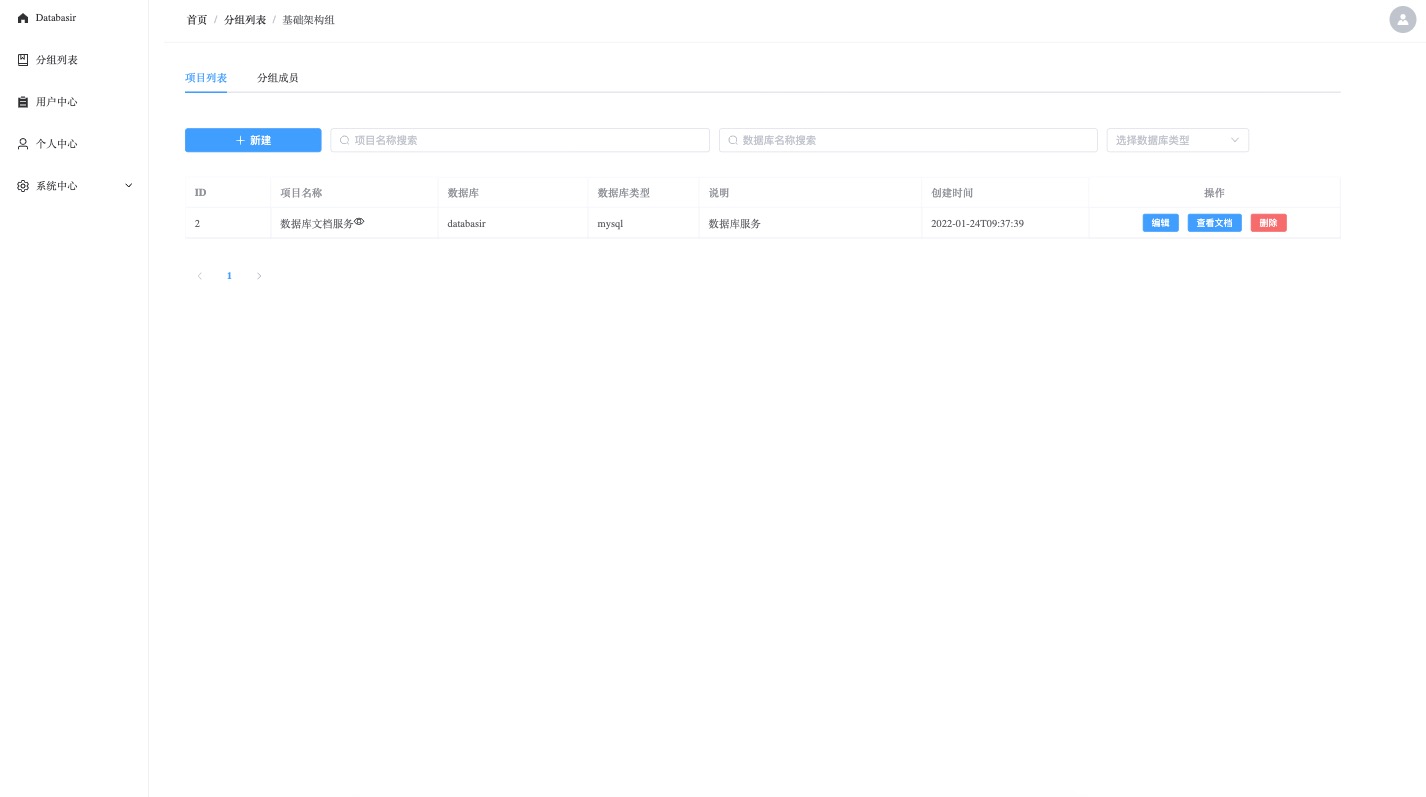 Databasir
分组列表
用户中心
个人中心
系统中心
首页 / 分组列表 / 基础架构组
项目列表 分组成员
新建 项目名称搜索 数据库名称搜索 选择数据库类型
ID 项目名称 数据库 数据库类型 说明 创建时间 操作
2 数据库文档服务 databasir mysql 数据库服务 2022-01-24T09:37:39 编辑 查看文档 删除
1